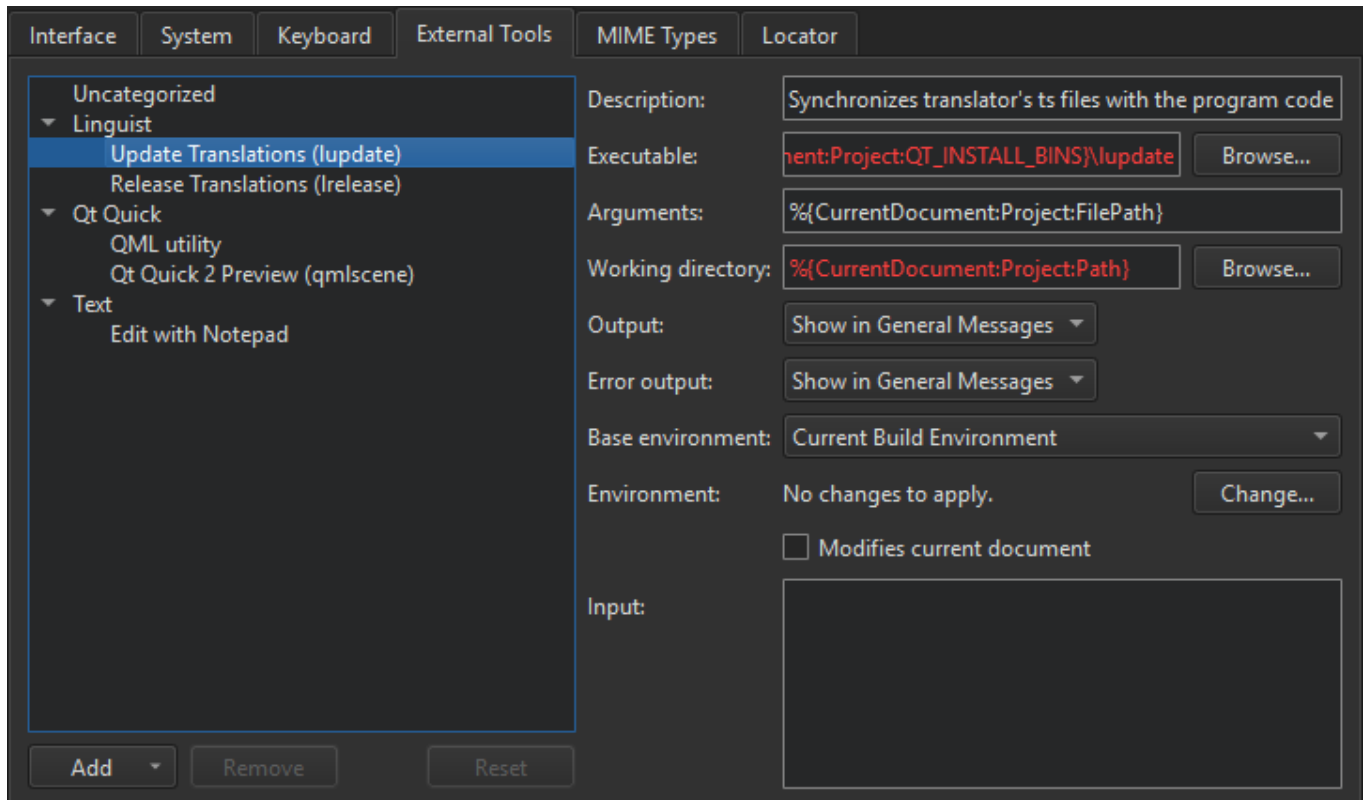 Interface System Keyboard External Tools MIME Types Locator
Uncategorized
Linguist
Update Translations (lupdate)
Release Translations (lrelease)
Qt Quick
QML utility
Qt Quick 2 Preview (qmlscene)
Text
Edit with Notepad
Add Remove Reset
Description: Synchronizes translator's ts files with the program code
Executable: nent:Project:QT_INSTALL_BINS}\lupdate Browse...
Arguments: %{CurrentDocument:Project:FilePath}
Working directory: %{CurrentDocument:Project:Path} Browse...
Output: Show in General Messages
Error output: Show in General Messages
Base environment: Current Build Environment
Environment: No changes to apply. Change...
Modifies current document
Input: